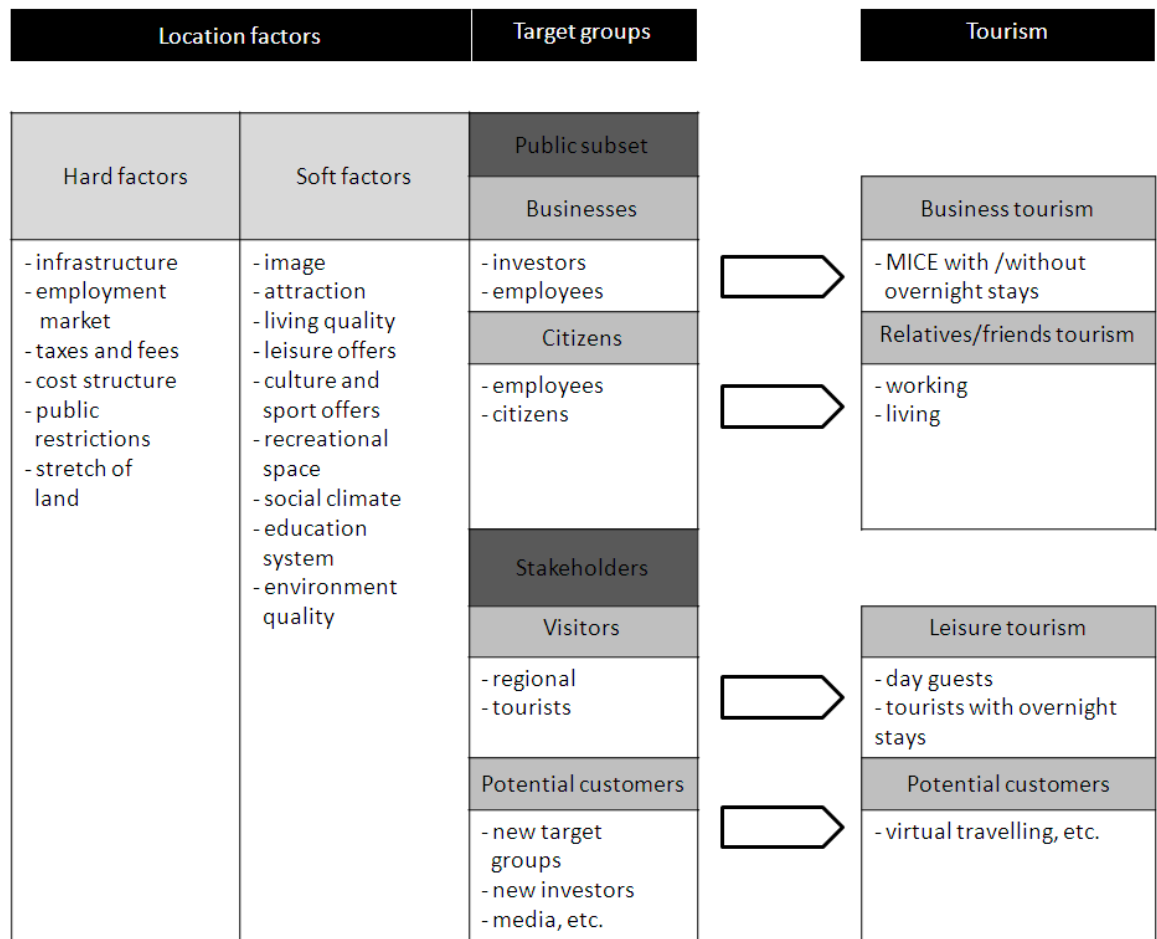 Location factors
Target groups
Tourism
Hard factors
- infrastructure
- employment
market
- taxes and fees
- cost structure
- public
restrictions
- stretch of
land
Soft factors
- image
- attraction
- living quality
- leisure offers
- culture and
sport offers
- recreational
space
- social climate
- education
system
- environment
quality
Public subset
Businesses
- investors
- employees
Citizens
- employees
- citizens
Stakeholders
Visitors
- regional
- tourists
Potential customers
- new target
groups
- new investors
- media, etc.
Business tourism
- MICE with /without
overnight stays
Relatives/friends tourism
- working
- living
Leisure tourism
- day guests
- tourists with overnight
stays
Potential customers
- virtual travelling, etc.